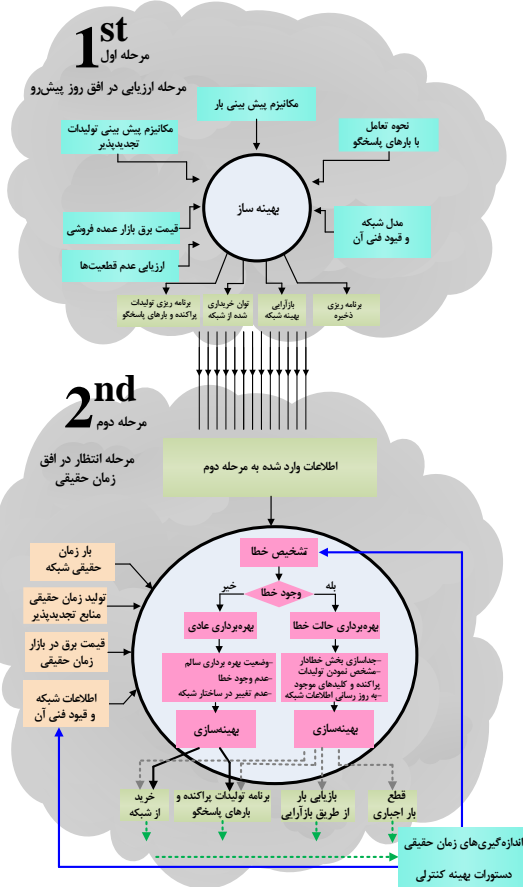 1st
مرحله اول
مرحله ارزیابی در افق روز پیش‌رو
مکانیزم پیش بینی بار
مکانیزم پیش بینی تولیدات
تجدیدپذیر
نحوه تعامل
با بارهای پاسخگو
بهینه ساز
قیمت برق بازار عمده فروشی
مدل شبکه
و قیود فنی آن
ارزیابی عدم قطعیت‌ها
برنامه ریزی تولیدات
پراکنده و بارهای پاسخگو
توان خریداری
شده از شبکه
بازآرایی
بهینه شبکه
برنامه ریزی
ذخیره
2nd
مرحله دوم
مرحله انتظار در افق
زمان حقیقی
اطلاعات وارد شده به مرحله دوم
تشخیص خطا
وجود خطا
خیر
بله
بهره‌برداری عادی
بهره‌برداری حالت خطا
-وضعیت بهره برداری سالم
-عدم وجود خطا
-عدم تغییر در ساختار شبکه
-جداسازی بخش خطادار
-مشخص نمودن تولیدات
پراکنده و کلیدهای موجود
-به روز رسانی اطلاعات شبکه
بهینه‌سازی
بهینه‌سازی
بار زمان
حقیقی شبکه
تولید زمان حقیقی
منابع تجدیدپذیر
قیمت برق در بازار
زمان حقیقی
اطلاعات شبکه
و قیود فنی آن
خرید
از شبکه
برنامه تولیدات پراکنده و
بارهای پاسخگو
بازیابی بار
از طریق بازآرایی
قطع
بار اجباری
اندازه‌گیری‌های زمان حقیقی
دستورات بهینه کنترلی